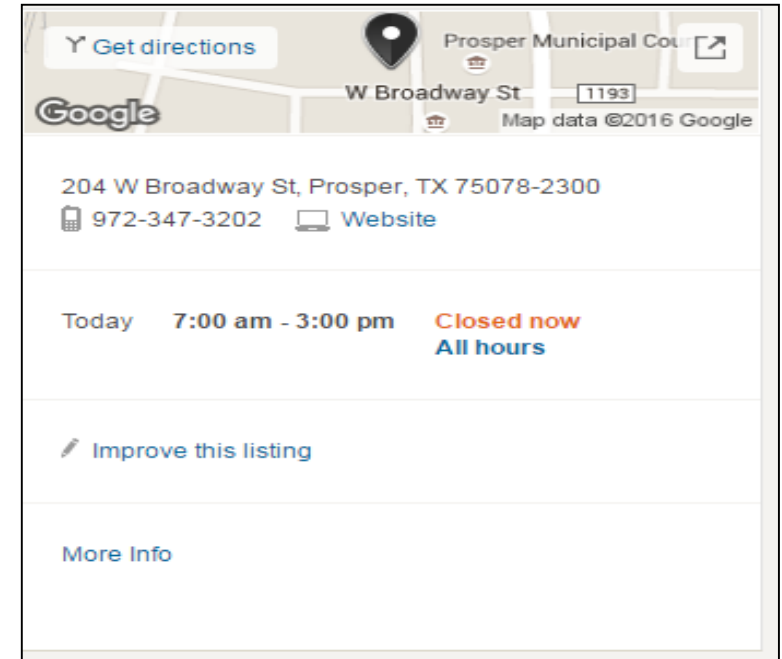 Get directions
Prosper Municipal Cou
W Broadway St
1193
Google
Map data ©2016 Google
204 W Broadway St, Prosper, TX 75078-2300
972-347-3202 Website
Today 7:00 am - 3:00 pm Closed now
All hours
Improve this listing
More Info